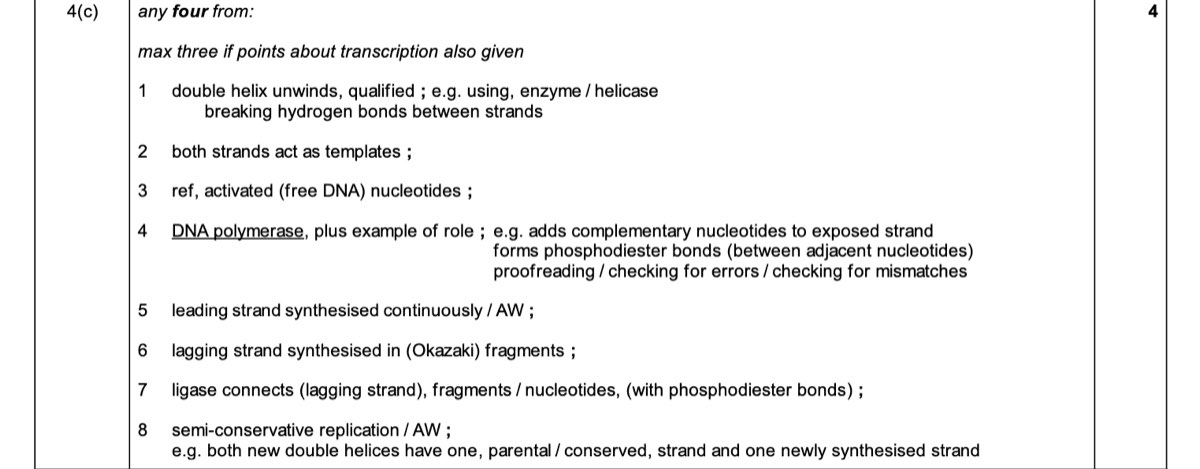 4(c) any four from: 4
max three if points about transcription also given
1 double helix unwinds, qualified ; e.g. using, enzyme / helicase
breaking hydrogen bonds between strands
2 both strands act as templates ;
3 ref, activated (free DNA) nucleotides ;
4 DNA polymerase, plus example of role ; e.g. adds complementary nucleotides to exposed strand
forms phosphodiester bonds (between adjacent nucleotides)
proofreading / checking for errors / checking for mismatches
5 leading strand synthesised continuously / AW ;
6 lagging strand synthesised in (Okazaki) fragments ;
7 ligase connects (lagging strand), fragments / nucleotides, (with phosphodiester bonds) ;
8 semi-conservative replication / AW ;
e.g. both new double helices have one, parental / conserved, strand and one newly synthesised strand